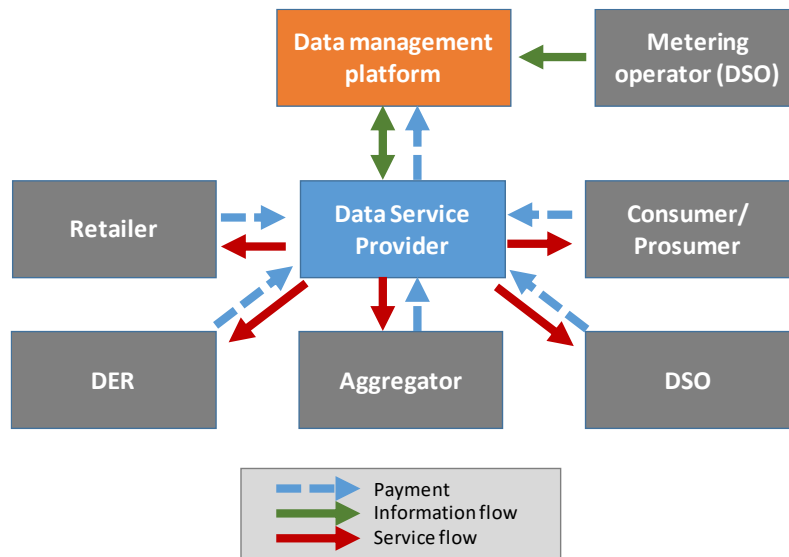 Data management
platform
Metering
operator (DSO)
Retailer
Data Service
Provider
Consumer/
Prosumer
DER
Aggregator
DSO
Payment
Information flow
Service flow